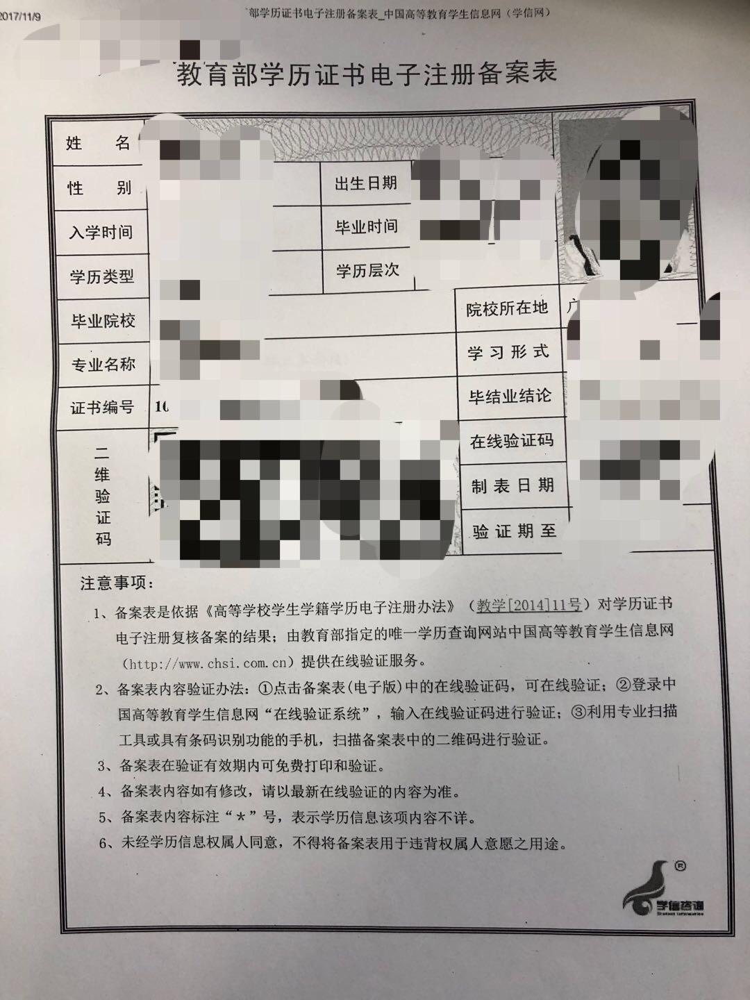 2017/11/9
部学历证书电子注册备案表_中国高等教育学生信息网（学信网）
教育部学历证书电子注册备案表
姓 名
性 别
出生日期
入学时间
毕业时间
学历类型
学历层次
毕业院校
院校所在地
专业名称
学习形式
证书编号
毕结业结论
二维验证码
在线验证码
制表日期
验证期至
注意事项：
1、备案表是依据《高等学校学生学籍学历电子注册办法》（教学[2014]11号）对学历证书
电子注册复核备案的结果；由教育部指定的唯一学历查询网站中国高等教育学生信息网
（http://www.chsi.com.cn）提供在线验证服务。
2、备案表内容验证办法：①点击备案表(电子版)中的在线验证码，可在线验证；②登录中
国高等教育学生信息网“在线验证系统”，输入在线验证码进行验证；③利用专业扫描
工具或具有条码识别功能的手机，扫描备案表中的二维码进行验证。
3、备案表在验证有效期内可免费打印和验证。
4、备案表内容如有修改，请以最新在线验证的内容为准。
5、备案表内容标注“*”号，表示学历信息该项内容不详。
6、未经学历信息权属人同意，不得将备案表用于违背权属人意愿之用途。
®
学信咨询
Student Information